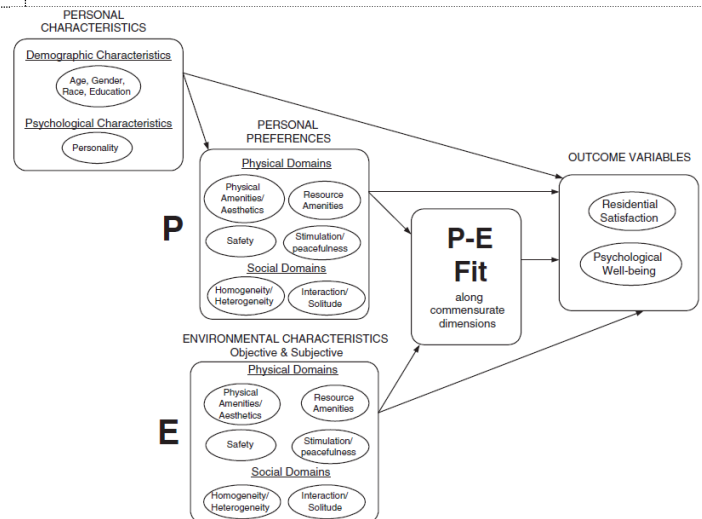 PERSONAL
CHARACTERISTICS
Demographic Characteristics
Age, Gender,
Race, Education
Psychological Characteristics
Personality
PERSONAL
PREFERENCES
Physical Domains
Physical
Amenities/
Aesthetics
Resource
Amenities
P
Safety
Stimulation/
peacefulness
Social Domains
Homogeneity/
Heterogeneity
Interaction/
Solitude
P-E
Fit
along
commensurate
dimensions
OUTCOME VARIABLES
Residential
Satisfaction
Psychological
Well-being
ENVIRONMENTAL CHARACTERISTICS
Objective & Subjective
Physical Domains
Physical
Amenities/
Aesthetics
Resource
Amenities
E
Safety
Stimulation/
peacefulness
Social Domains
Homogeneity/
Heterogeneity
Interaction/
Solitude